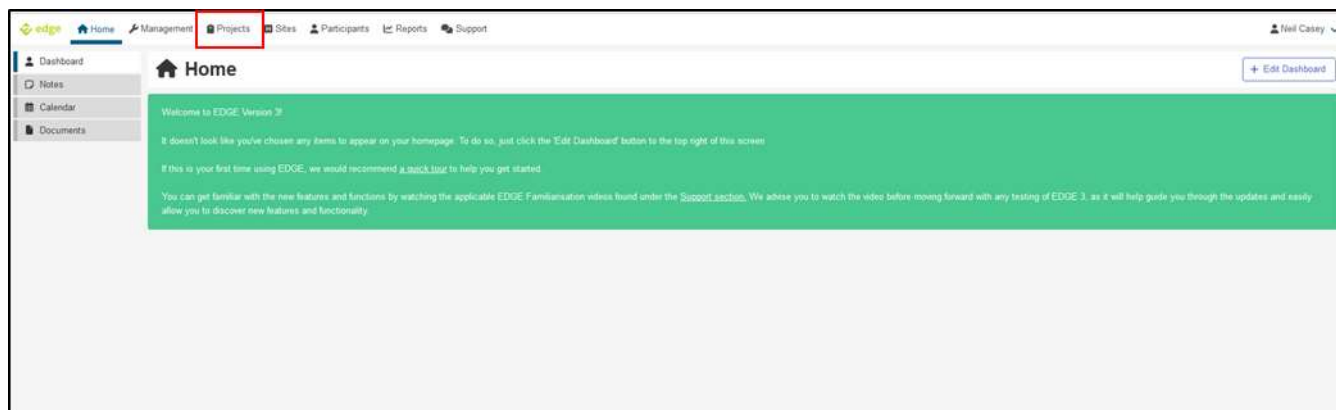 edge Home Management Projects Sites Participants Reports Support Neil Casey
Dashboard
Notes
Calendar
Documents
Home
+ Edit Dashboard
Welcome to EDGE Version 3!
It doesn't look like you've chosen any items to appear on your homepage. To do so, just click the 'Edit Dashboard' button to the top right of this screen
If this is your first time using EDGE, we would recommend a quick tour to help you get started.
You can get familiar with the new features and functions by watching the applicable EDGE Familiarisation videos found under the Support section. We advise you to watch the video before moving forward with any testing of EDGE 3, as it will help guide you through the updates and easily
allow you to discover new features and functionality.